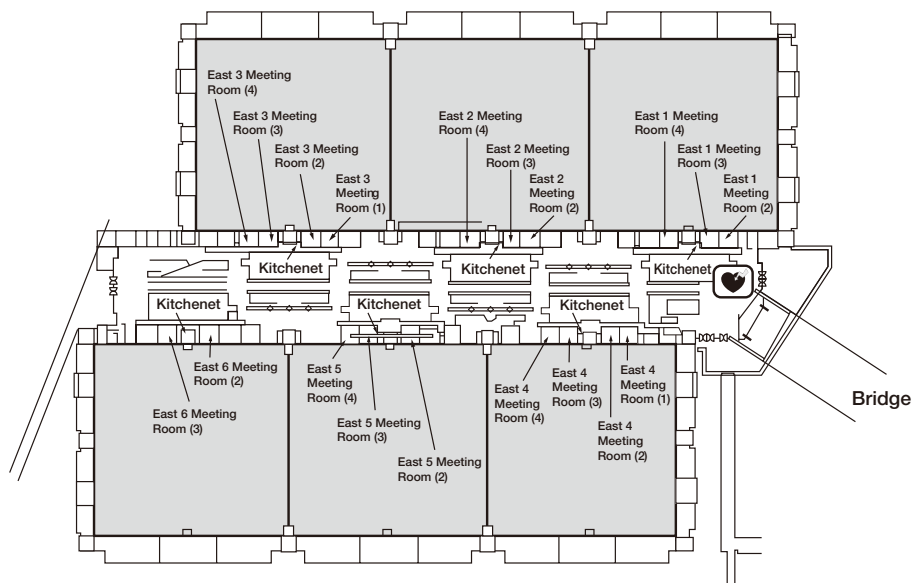 East 3 Meeting
Room (4)
East 3 Meeting
Room (3)
East 3 Meeting
Room (2)
East 3
Meeting
Room (1)
East 2 Meeting
Room (4)
East 2 Meeting
Room (3)
East 2
Meeting
Room (2)
East 1 Meeting
Room (4)
East 1 Meeting
Room (3)
East 1
Meeting
Room (2)
Kitchenet
Kitchenet
Kitchenet
Kitchenet
Kitchenet
Kitchenet
East 6 Meeting
Room (2)
East 6 Meeting
Room (3)
East 5
Meeting
Room (4)
East 5 Meeting
Room (3)
East 5 Meeting
Room (2)
East 4
Meeting
Room (4)
East 4
Meeting
Room (3)
East 4
Meeting
Room (2)
East 4
Meeting
Room (1)
Bridge